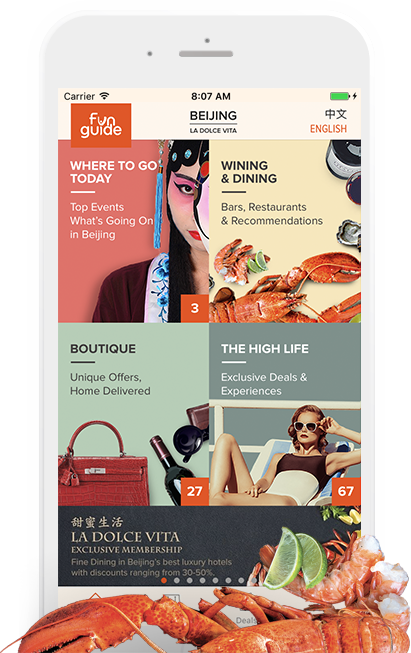 Carrier
8:07 AM
fun
guide
BEIJING
LA DOLCE VITA
中文
ENGLISH
WHERE TO GO
TODAY
Top Events
What's Going On
in Beijing
3
WINING
& DINING
Bars, Restaurants
& Recommendations
BOUTIQUE
Unique Offers,
Home Delivered
27
THE HIGH LIFE
Exclusive Deals &
Experiences
67
甜蜜生活
LA DOLCE VITA
EXCLUSIVE MEMBERSHIP
Fine Dining in Beijing's best luxury hotels
with discounts ranging from 30-50%.
Deals